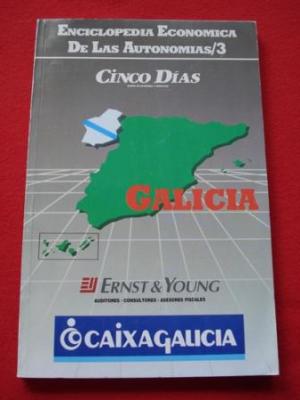 ENCICLOPEDIA ECONOMICA
DE LAS AUTONOMIAS/3
CINCO DÍAS
GALICIA
ERNST & YOUNG
AUDITORES · CONSULTORES · ASESORES FISCALES
CAIXAGALICIA